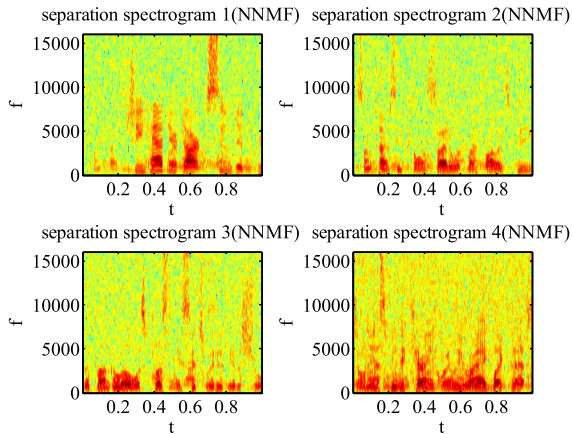 separation spectrogram 1(NNMF) separation spectrogram 2(NNMF)
15000 15000
10000 10000
f f
5000 5000
0 0
0.2 0.4 0.6 0.8 0.2 0.4 0.6 0.8
t t
separation spectrogram 3(NNMF) separation spectrogram 4(NNMF)
15000 15000
10000 10000
f f
5000 5000
0 0
0.2 0.4 0.6 0.8 0.2 0.4 0.6 0.8
t t